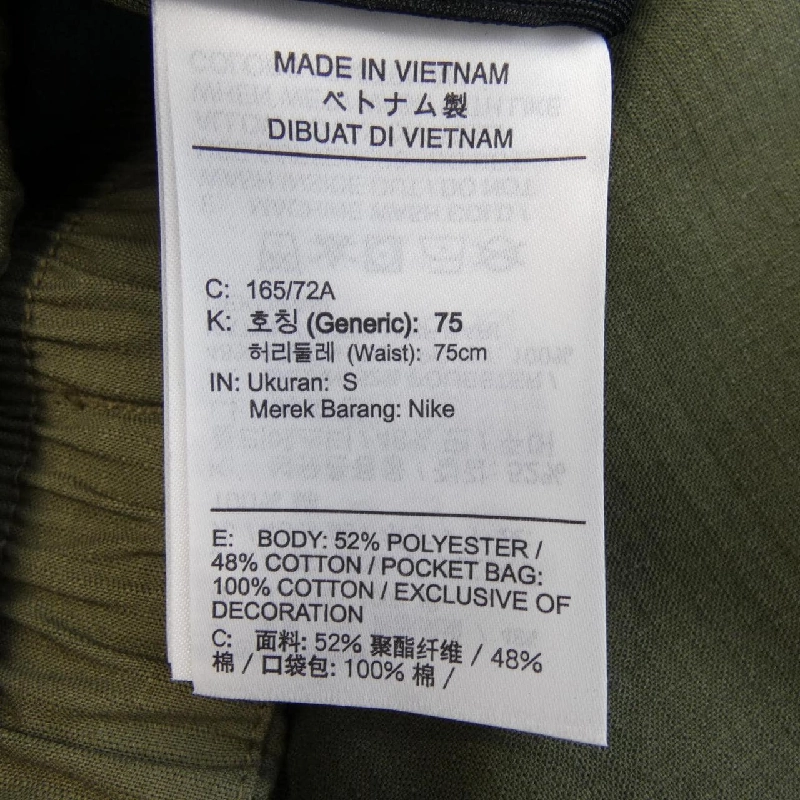 MADE IN VIETNAM
ベトナム製
DIBUAT DI VIETNAM
C: 165/72A
K: 호칭 (Generic): 75
허리둘레 (Waist): 75cm
IN: Ukuran: S
Merek Barang: Nike
E: BODY: 52% POLYESTER /
48% COTTON / POCKET BAG:
100% COTTON / EXCLUSIVE OF
DECORATION
C: 面料: 52% 聚酯纤维 / 48%
棉 / 口袋包: 100% 棉 /